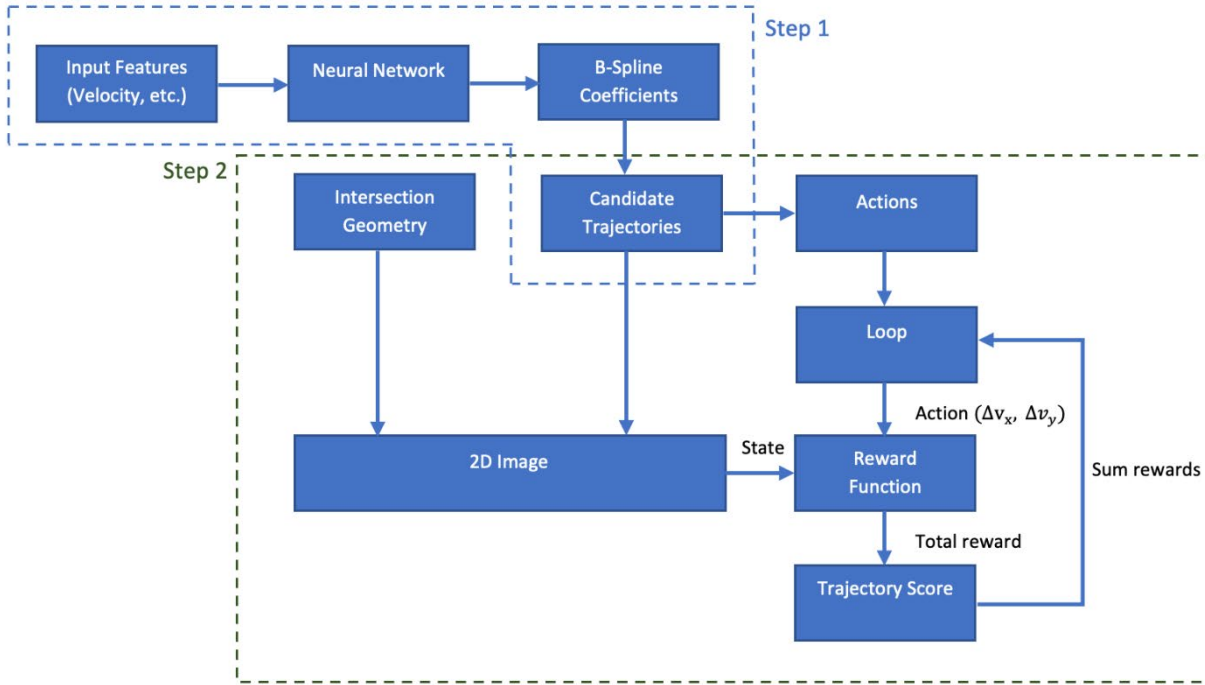 Step 1
Input Features
(Velocity, etc.)
Neural Network
B-Spline
Coefficients
Step 2
Intersection
Geometry
Candidate
Trajectories
Actions
Loop
Action (Δvₓ, Δv_y)
2D Image
State
Reward
Function
Sum rewards
Total reward
Trajectory Score